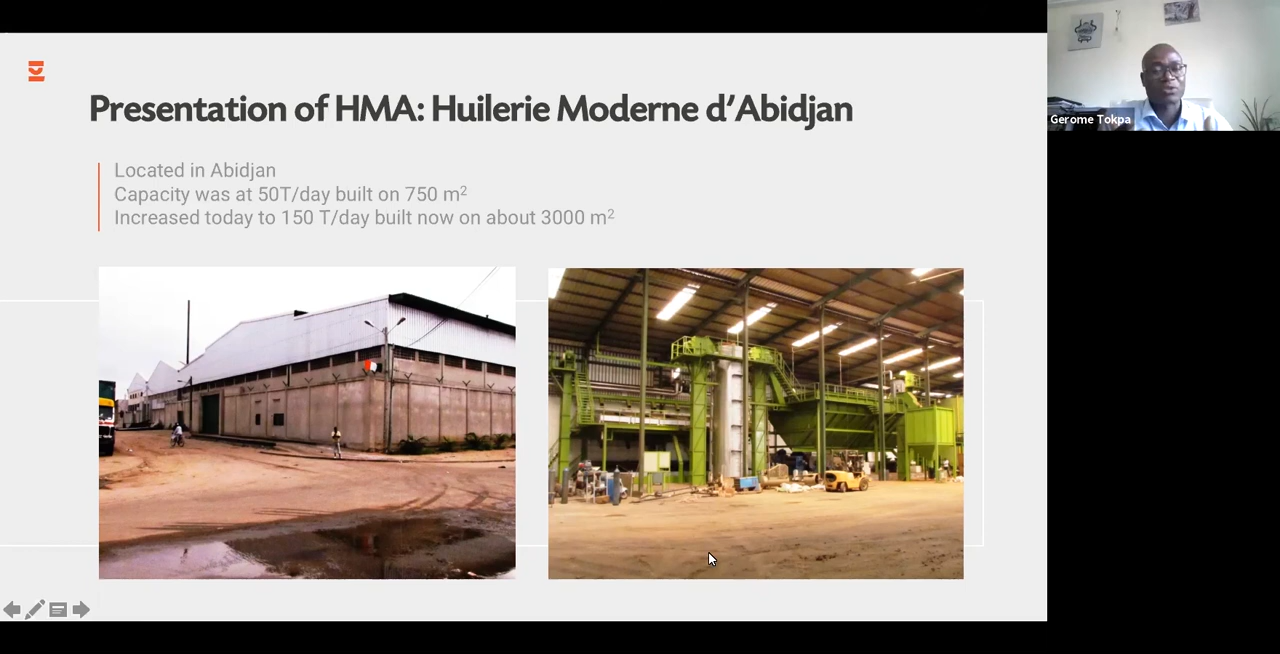 Presentation of HMA: Huilerie Moderne d'Abidjan
Located in Abidjan
Capacity was at 50T/day built on 750 m²
Increased today to 150 T/day built now on about 3000 m²
Gerome Tokpa